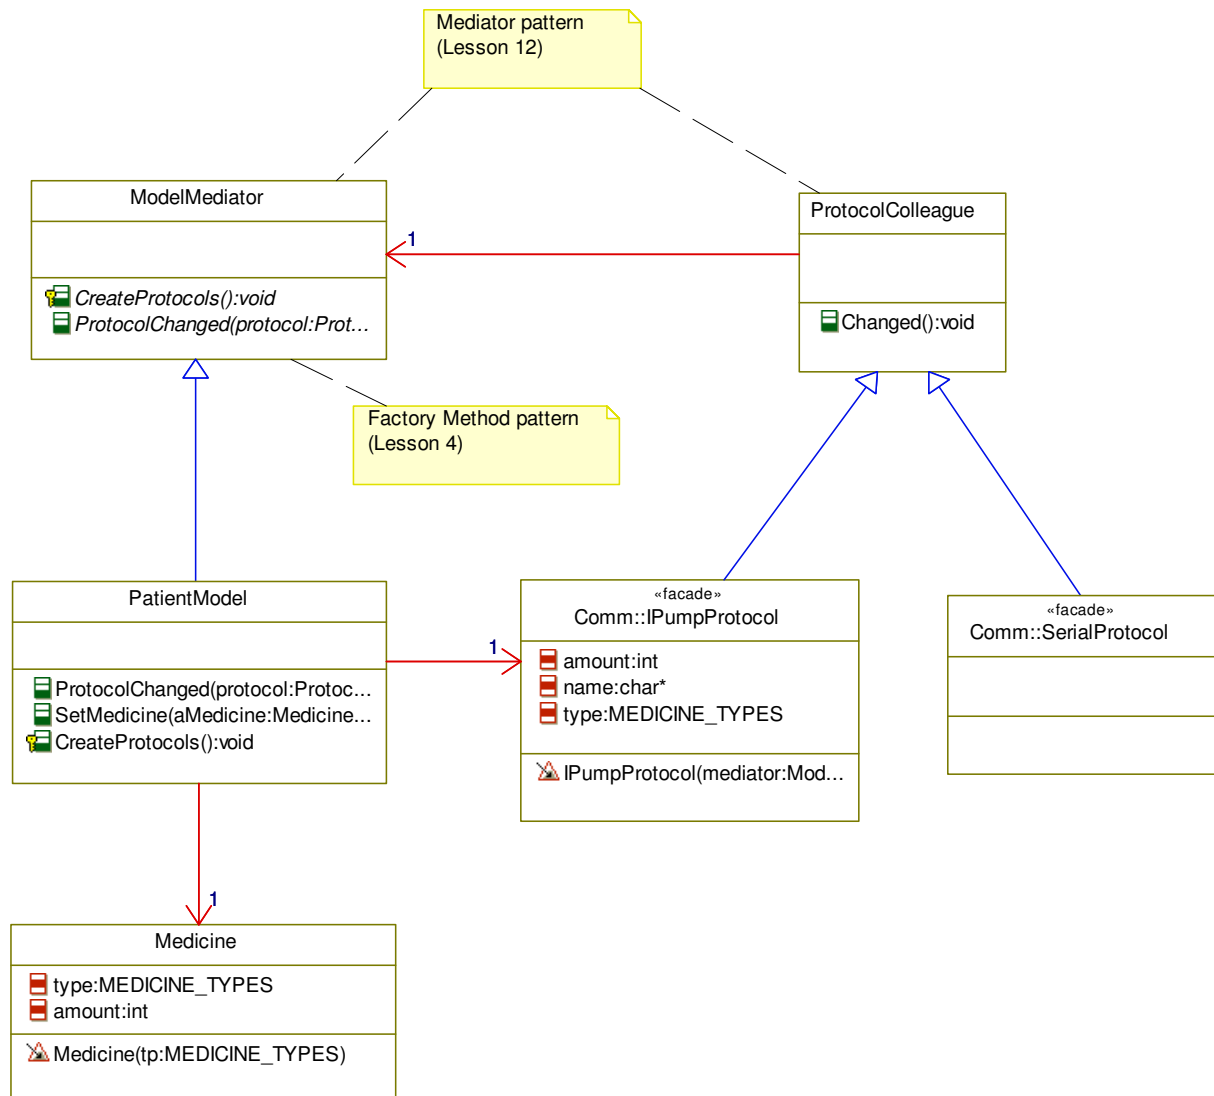 Mediator pattern
(Lesson 12)
ModelMediator
CreateProtocols():void
ProtocolChanged(protocol:Prot...
1
ProtocolColleague
Changed():void
Factory Method pattern
(Lesson 4)
PatientModel
ProtocolChanged(protocol:Protoc...
SetMedicine(aMedicine:Medicine...
CreateProtocols():void
1
«facade»
Comm::IPumpProtocol
amount:int
name:char*
type:MEDICINE_TYPES
IPumpProtocol(mediator:Mod...
«facade»
Comm::SerialProtocol
1
Medicine
type:MEDICINE_TYPES
amount:int
Medicine(tp:MEDICINE_TYPES)